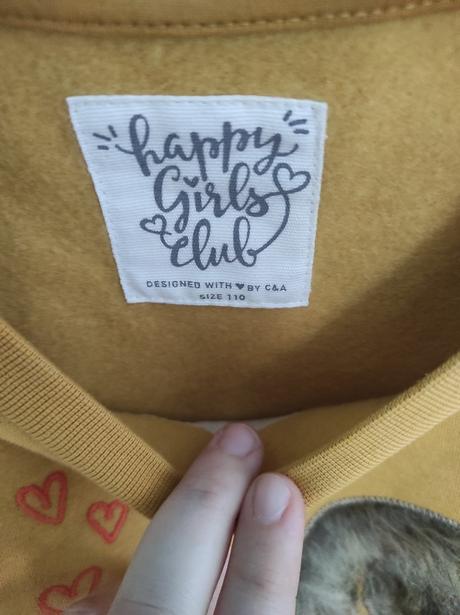 happy
Girls
club
DESIGNED WITH ♥ BY C&A
SIZE 110